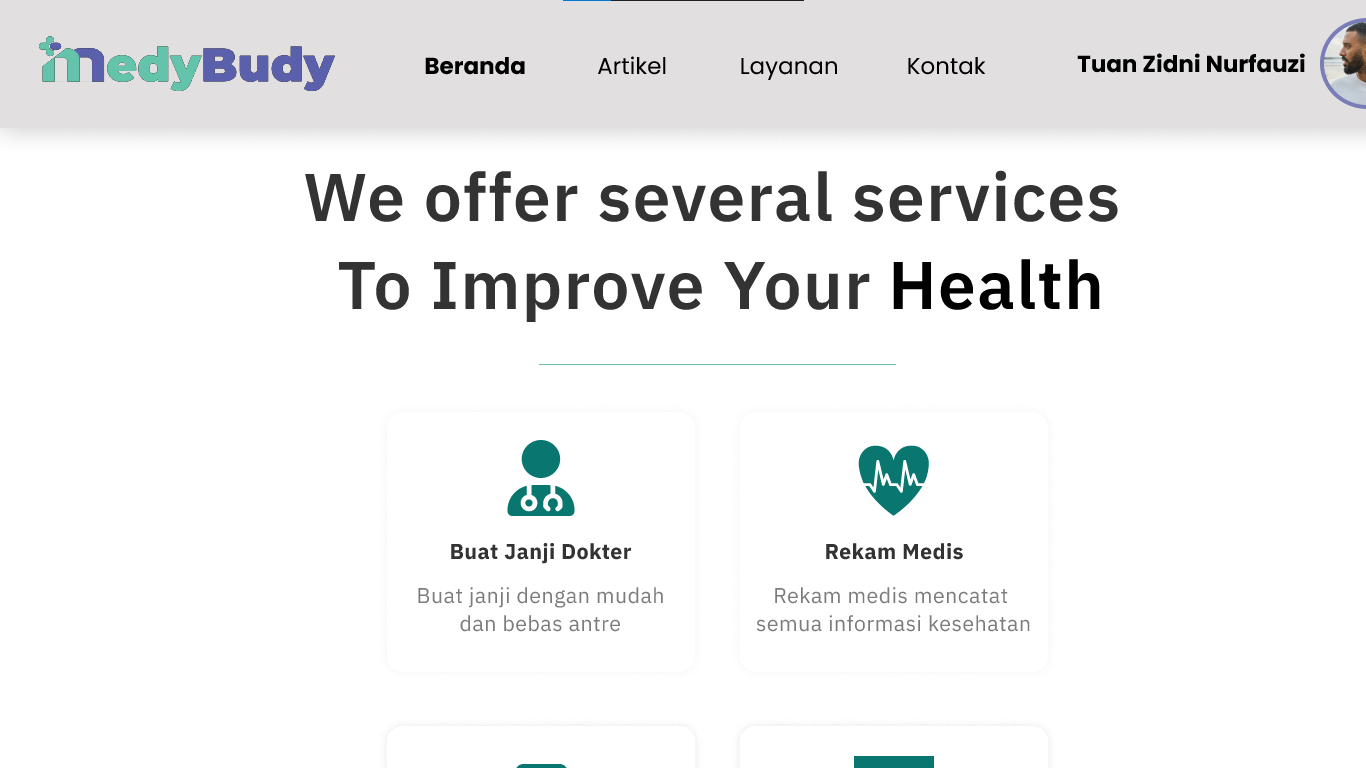 MedyBudy
Beranda
Artikel
Layanan
Kontak
Tuan Zidni Nurfauzi
We offer several services
To Improve Your Health
Buat Janji Dokter
Buat janji dengan mudah
dan bebas antre
Rekam Medis
Rekam medis mencatat
semua informasi kesehatan